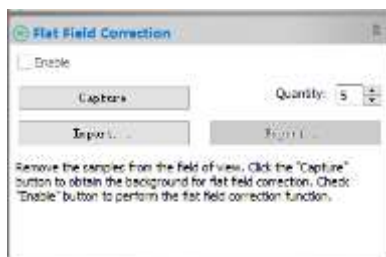 Flat Field Correction
Enable
Capture
Quantity: 5
Import...
Export...
Remove the samples from the field of view. Click the "Capture"
button to obtain the background for flat field correction. Check
"Enable" button to perform the flat field correction function.